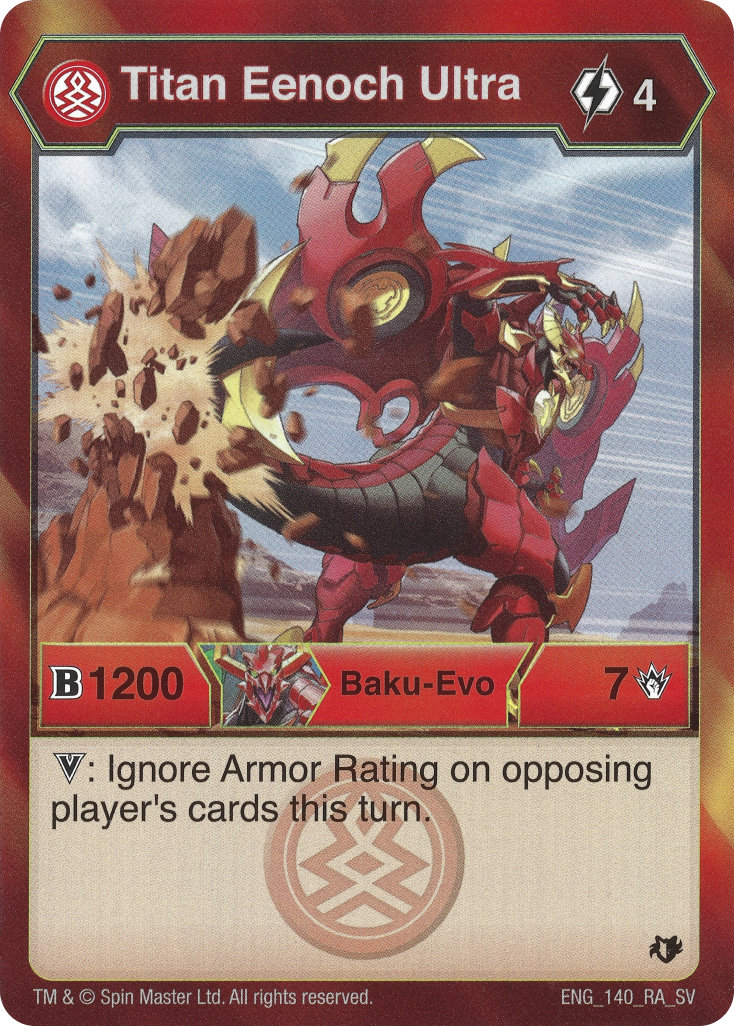 Titan Eenoch Ultra 4
B 1200 Baku-Evo 7
V: Ignore Armor Rating on opposing
player's cards this turn.
TM & © Spin Master Ltd. All rights reserved. ENG_140_RA_SV